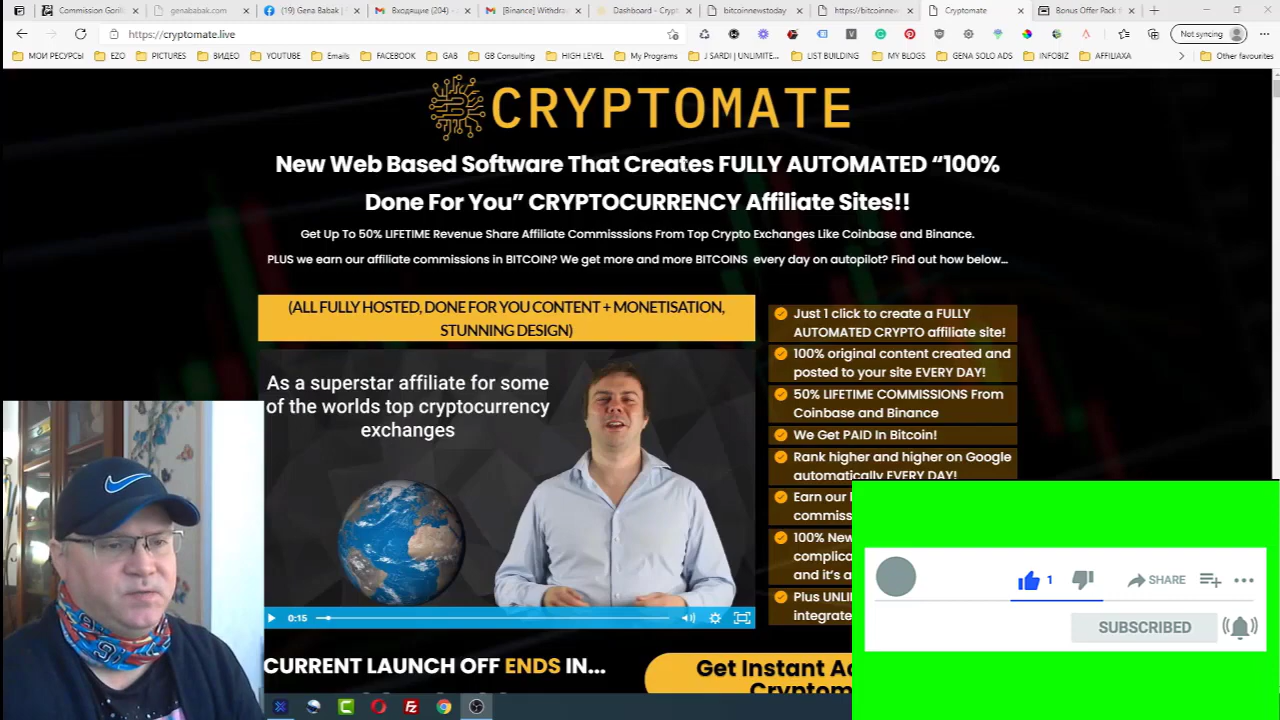 Commission Goril
genababak.com
(19) Gena Babak |
Входящие (204)
[Binance] Withdra
Dashboard - Crypt
bitcoinnewstoday
https://bitcoinnew
Cryptomate
Bonus Offer Pack
https://cryptomate.live
Not syncing
МОИ РЕСУРСЫ
EZO
PICTURES
ВИДЕО
YOUTUBE
Emails
FACEBOOK
GAB
GB Consulting
HIGH LEVEL
My Programs
J SARDI | UNLIMITE...
LIST BUILDING
MY BLOGS
GENA SOLO ADS
INFOBIZ
AFFILIAXA
Other favourites
CRYPTOMATE
New Web Based Software That Creates FULLY AUTOMATED “100%
Done For You” CRYPTOCURRENCY Affiliate Sites!!
Get Up To 50% LIFETIME Revenue Share Affiliate Commisssions From Top Crypto Exchanges Like Coinbase and Binance.
PLUS we earn our affiliate commissions in BITCOIN? We get more and more BITCOINS every day on autopilot? Find out how below...
(ALL FULLY HOSTED, DONE FOR YOU CONTENT + MONETISATION,
STUNNING DESIGN)
As a superstar affiliate for some
of the worlds top cryptocurrency
exchanges
0:15
Just 1 click to create a FULLY
AUTOMATED CRYPTO affiliate site!
100% original content created and
posted to your site EVERY DAY!
50% LIFETIME COMMISSIONS From
Coinbase and Binance
We Get PAID In Bitcoin!
Rank higher and higher on Google
automatically EVERY DAY!
Earn our
commiss
100% New
complica
and it's a
Plus UNLI
integrate
CURRENT LAUNCH OFF ENDS IN...
Get Instant Ac
Cryptom
1
SHARE
SUBSCRIBED